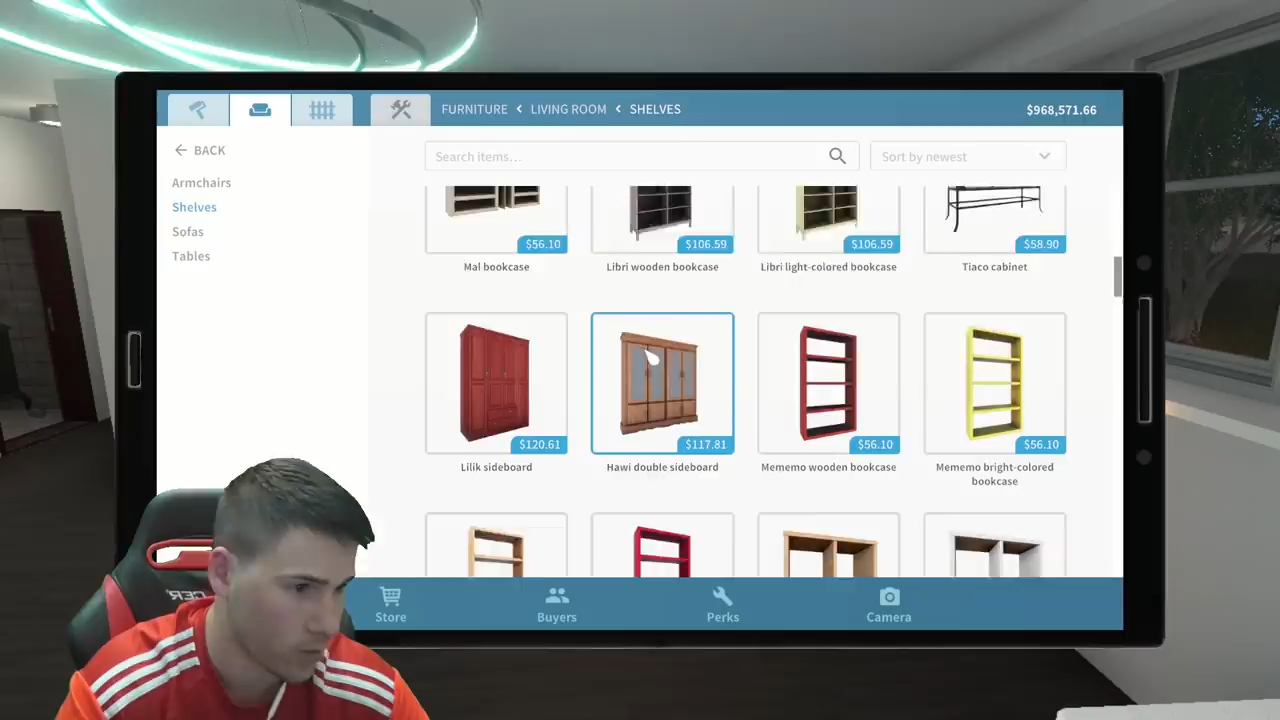 FURNITURE < LIVING ROOM < SHELVES
$968,571.66
BACK
Search items...
Sort by newest
Armchairs
Shelves
Sofas
Tables
$56.10
$106.59
$106.59
$58.90
Mal bookcase
Libri wooden bookcase
Libri light-colored bookcase
Tiaco cabinet
$120.61
$117.81
$56.10
$56.10
Lilik sideboard
Hawi double sideboard
Mememo wooden bookcase
Mememo bright-colored
bookcase
Store
Buyers
Perks
Camera